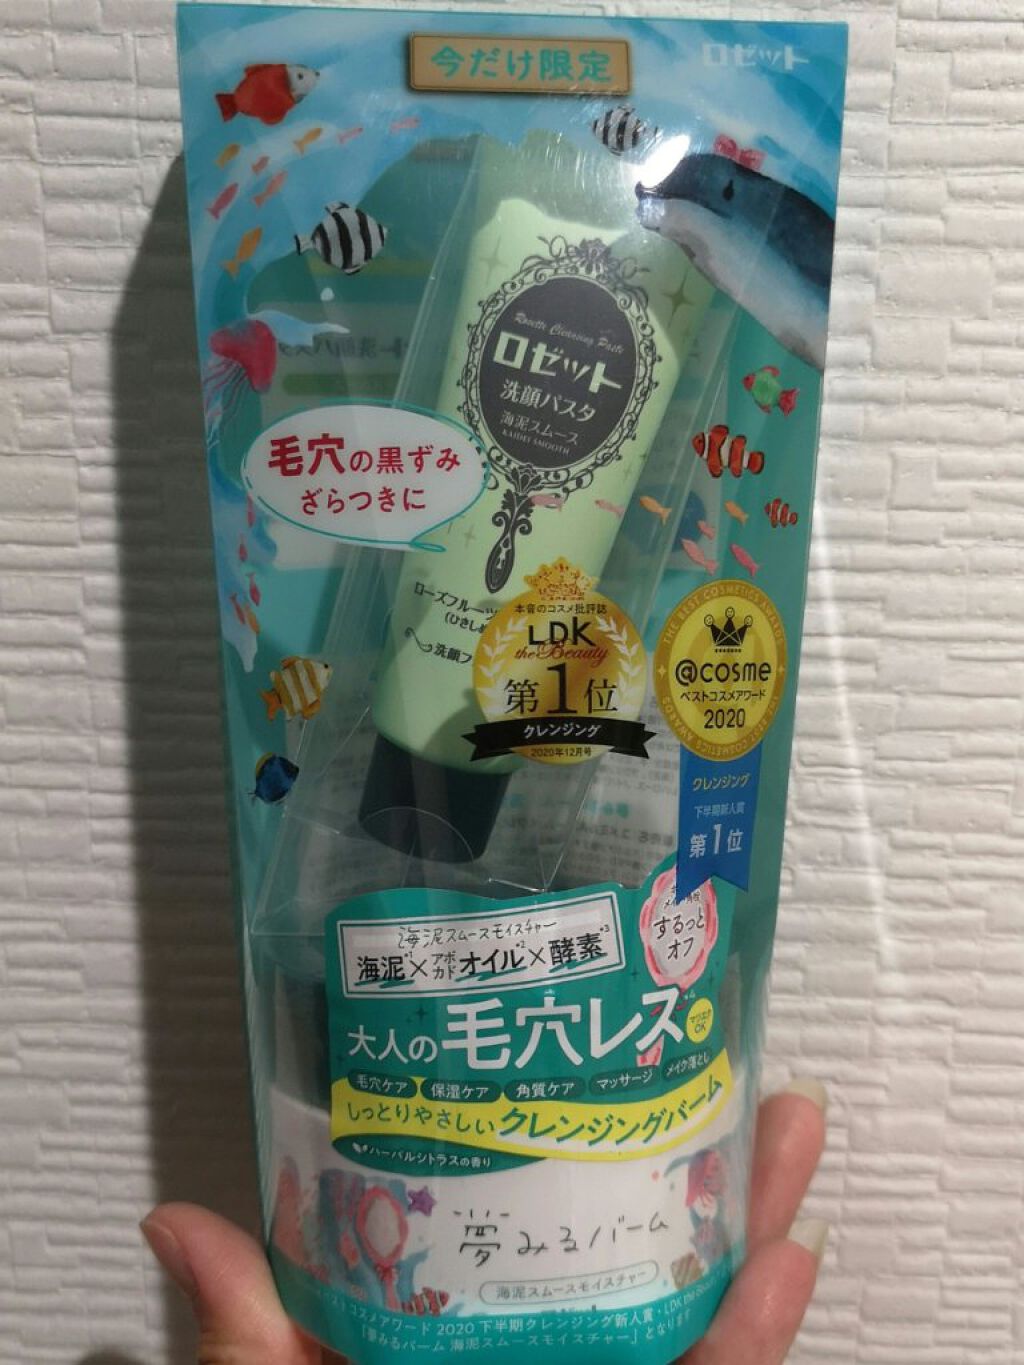 今だけ限定
ロゼット
Rosette Cleansing Paste
ロゼット
洗顔パスタ
海泥スムース
KAIDEI SMOOTH
毛穴の黒ずみ
ざらつきに
ローズフルーツ
洗顔フ
本音のコスメ批評誌
LDK
the Beauty
第1位
クレンジング
2020年12月号
THE BEST COSMETICS AWARDS
@cosme
ベストコスメアワード
2020
クレンジング
下半期新人賞
第1位
するっと
オフ
海泥スムースモイスチャー
海泥*1×アボカドオイル*2×酵素*3
大人の毛穴レス*4
マツエク
OK
毛穴ケア 保湿ケア 角質ケア マッサージ メイク落とし
しっとりやさしいクレンジングバーム
ハーバルシトラスの香り
夢みるバーム
海泥スムースモイスチャー
ベストコスメアワード2020 下半期クレンジング新人賞・LDK the Beauty
「夢みるバーム 海泥スムースモイスチャー」となります